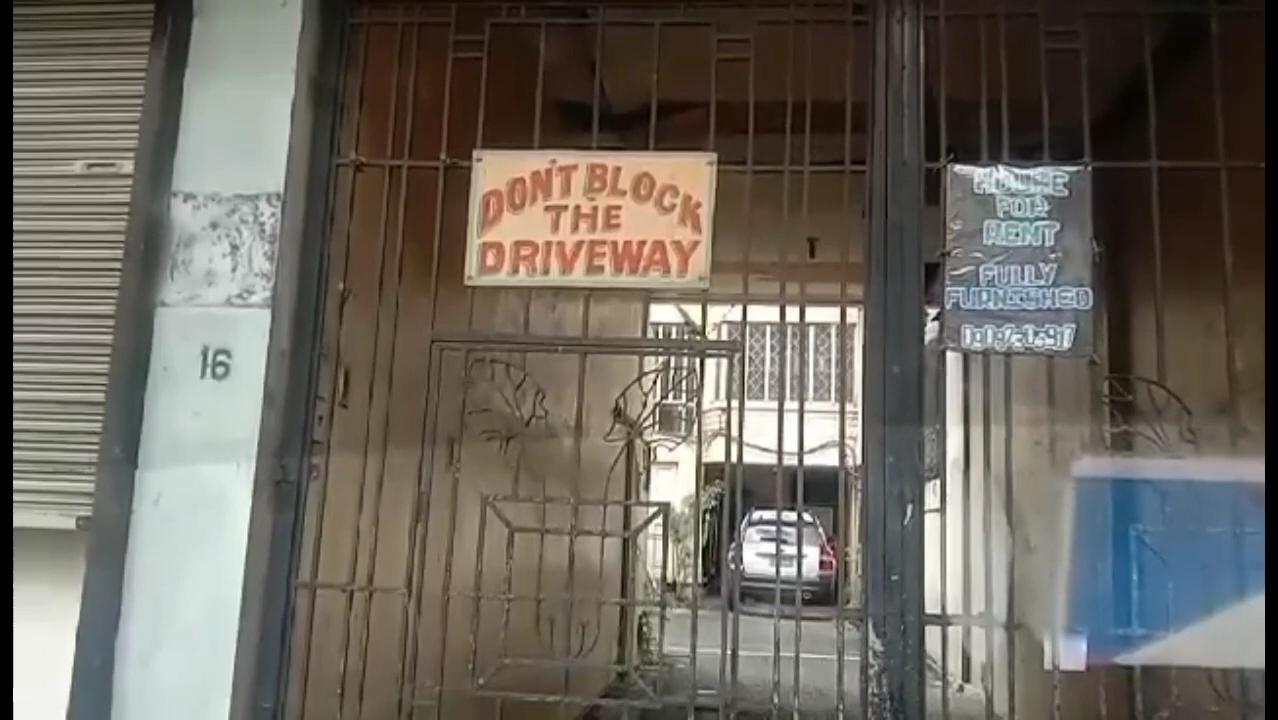 16
DON'T BLOCK
THE
DRIVEWAY
HOUSE
FOR
RENT
FULLY
FURNISHED